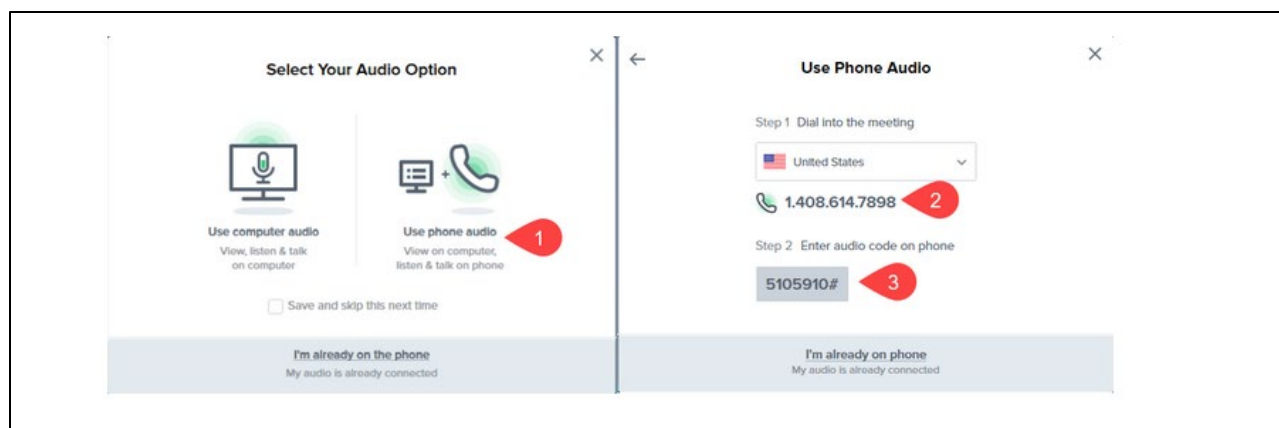 Select Your Audio Option
Use computer audio
View, listen & talk
on computer
Use phone audio
View on computer,
listen & talk on phone
1
Save and skip this next time
I'm already on the phone
My audio is already connected
Use Phone Audio
Step 1 Dial into the meeting
United States
1.408.614.7898
2
Step 2 Enter audio code on phone
5105910#
3
I'm already on phone
My audio is already connected